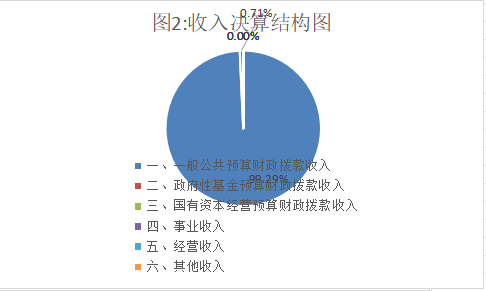 0.71%
图2:收入决算结构图
0.00%
一、一般公共预算财政拨款收入
99.29%
二、政府性基金预算财政拨款收入
三、国有资本经营预算财政拨款收入
四、事业收入
五、经营收入
六、其他收入